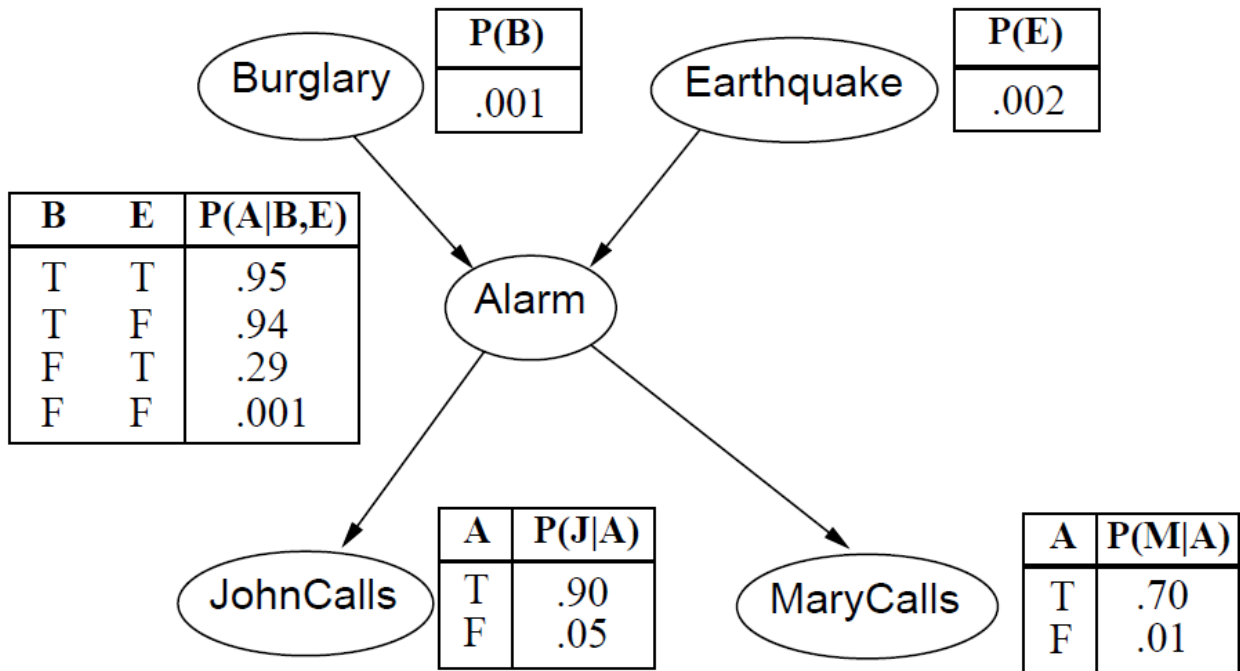 Burglary
P(B)
.001
Earthquake
P(E)
.002
B E P(A|B,E)
T T .95
T F .94
F T .29
F F .001
Alarm
JohnCalls
A P(J|A)
T .90
F .05
MaryCalls
A P(M|A)
T .70
F .01